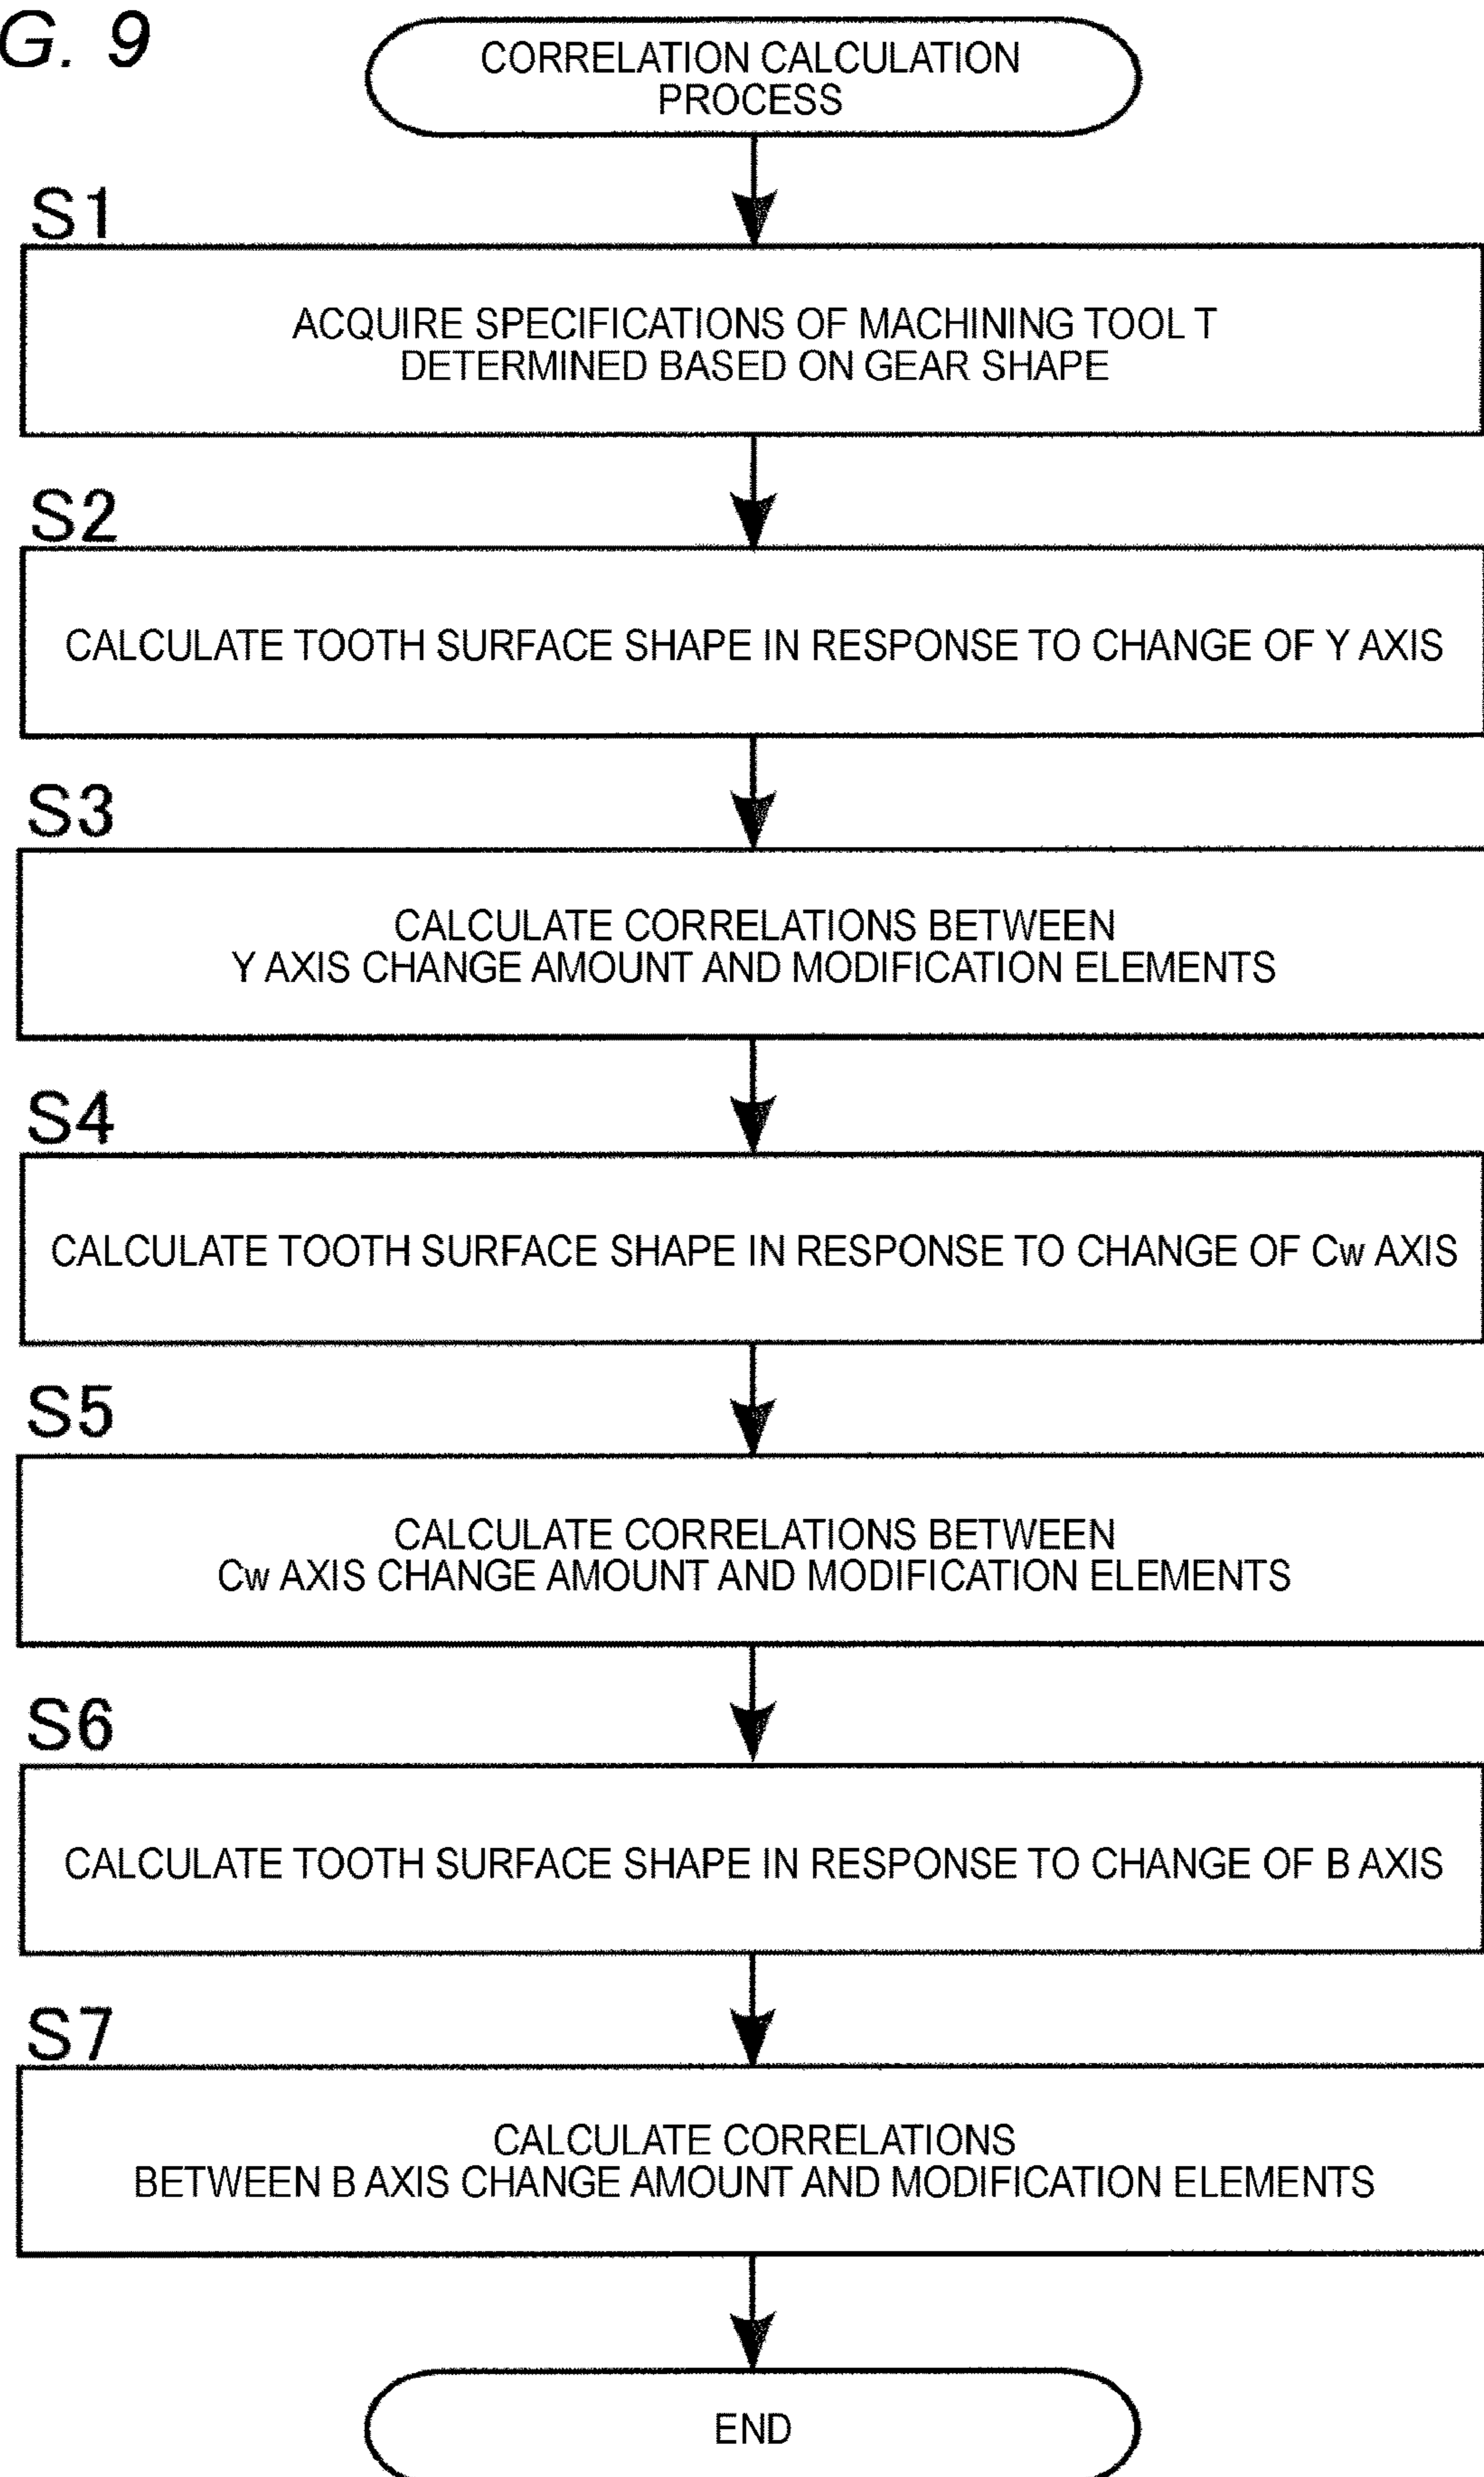 G. 9
CORRELATION CALCULATION
PROCESS
S1
ACQUIRE SPECIFICATIONS OF MACHINING TOOL T
DETERMINED BASED ON GEAR SHAPE
S2
CALCULATE TOOTH SURFACE SHAPE IN RESPONSE TO CHANGE OF Y AXIS
S3
CALCULATE CORRELATIONS BETWEEN
Y AXIS CHANGE AMOUNT AND MODIFICATION ELEMENTS
S4
CALCULATE TOOTH SURFACE SHAPE IN RESPONSE TO CHANGE OF Cw AXIS
S5
CALCULATE CORRELATIONS BETWEEN
Cw AXIS CHANGE AMOUNT AND MODIFICATION ELEMENTS
S6
CALCULATE TOOTH SURFACE SHAPE IN RESPONSE TO CHANGE OF B AXIS
S7
CALCULATE CORRELATIONS
BETWEEN B AXIS CHANGE AMOUNT AND MODIFICATION ELEMENTS
END